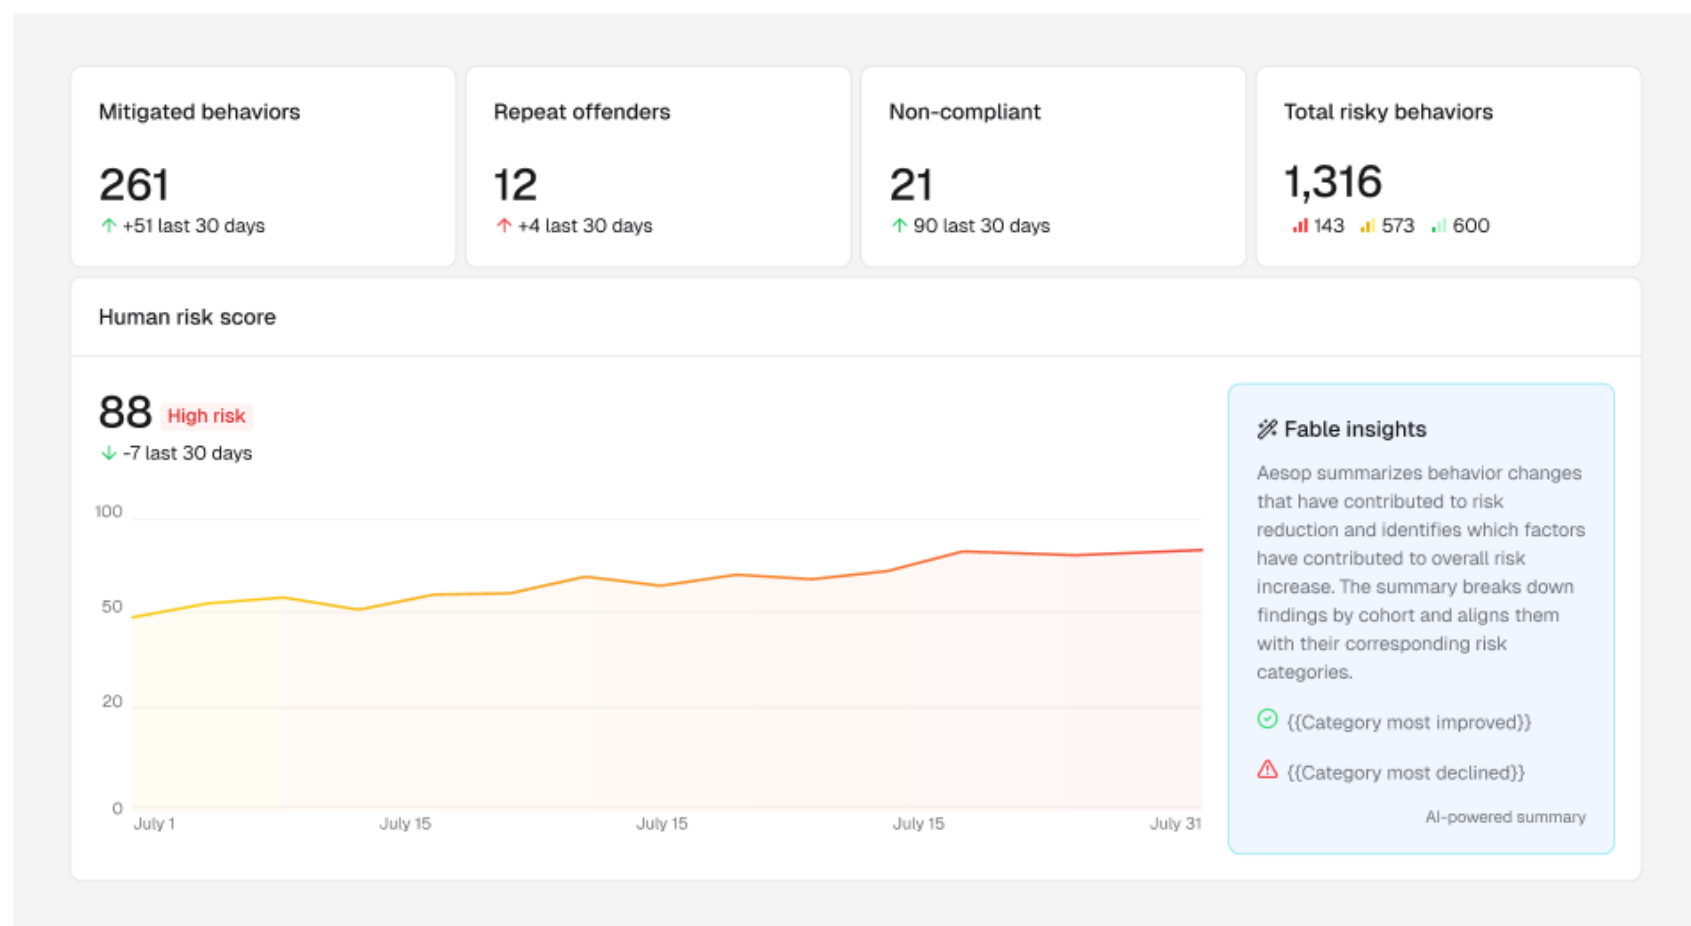 Mitigated behaviors
261
+51 last 30 days
Repeat offenders
12
+4 last 30 days
Non-compliant
21
90 last 30 days
Total risky behaviors
1,316
143 573 600
Human risk score
88 High risk
-7 last 30 days
100
50
20
0
July 1 July 15 July 15 July 15 July 31
Fable insights
Aesop summarizes behavior changes
that have contributed to risk
reduction and identifies which factors
have contributed to overall risk
increase. The summary breaks down
findings by cohort and aligns them
with their corresponding risk
categories.
{{Category most improved}}
{{Category most declined}}
AI-powered summary